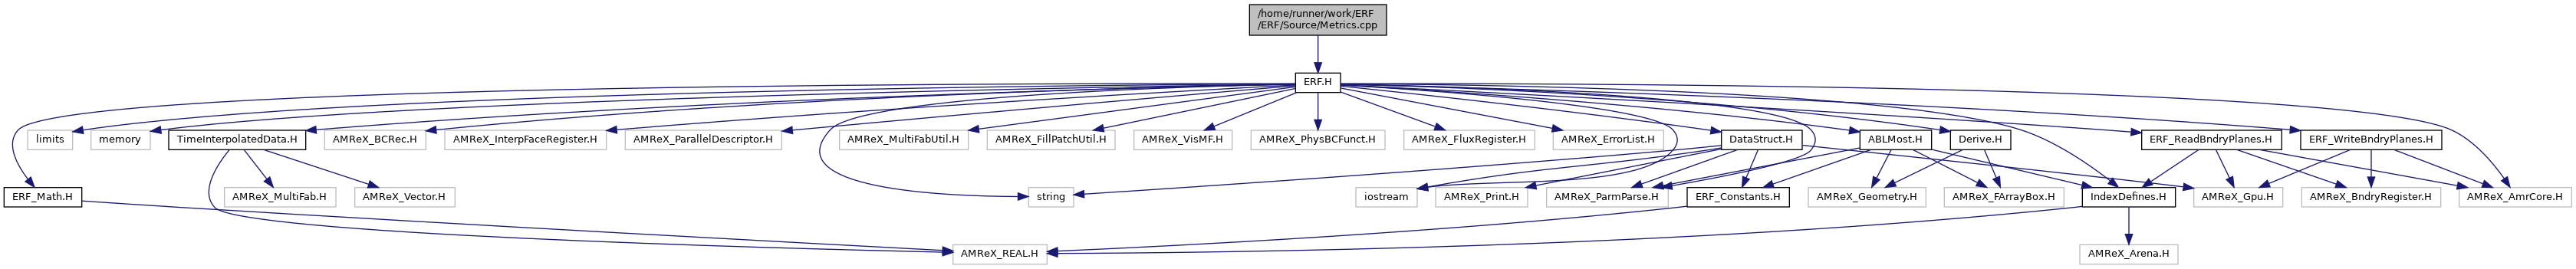 /home/runner/work/ERF
/ERF/Source/Metrics.cpp
ERF.H
limits
memory
TimeInterpolatedData.H
AMReX_BCRec.H
AMReX_InterpFaceRegister.H
AMReX_ParallelDescriptor.H
AMReX_MultiFabUtil.H
AMReX_FillPatchUtil.H
AMReX_VisMF.H
AMReX_PhysBCFunct.H
AMReX_FluxRegister.H
AMReX_ErrorList.H
DataStruct.H
ABLMost.H
Derive.H
ERF_ReadBndryPlanes.H
ERF_WriteBndryPlanes.H
ERF_Math.H
AMReX_MultiFab.H
AMReX_Vector.H
string
iostream
AMReX_Print.H
AMReX_ParmParse.H
ERF_Constants.H
AMReX_Geometry.H
AMReX_FArrayBox.H
IndexDefines.H
AMReX_Gpu.H
AMReX_BndryRegister.H
AMReX_AmrCore.H
AMReX_REAL.H
AMReX_Arena.H